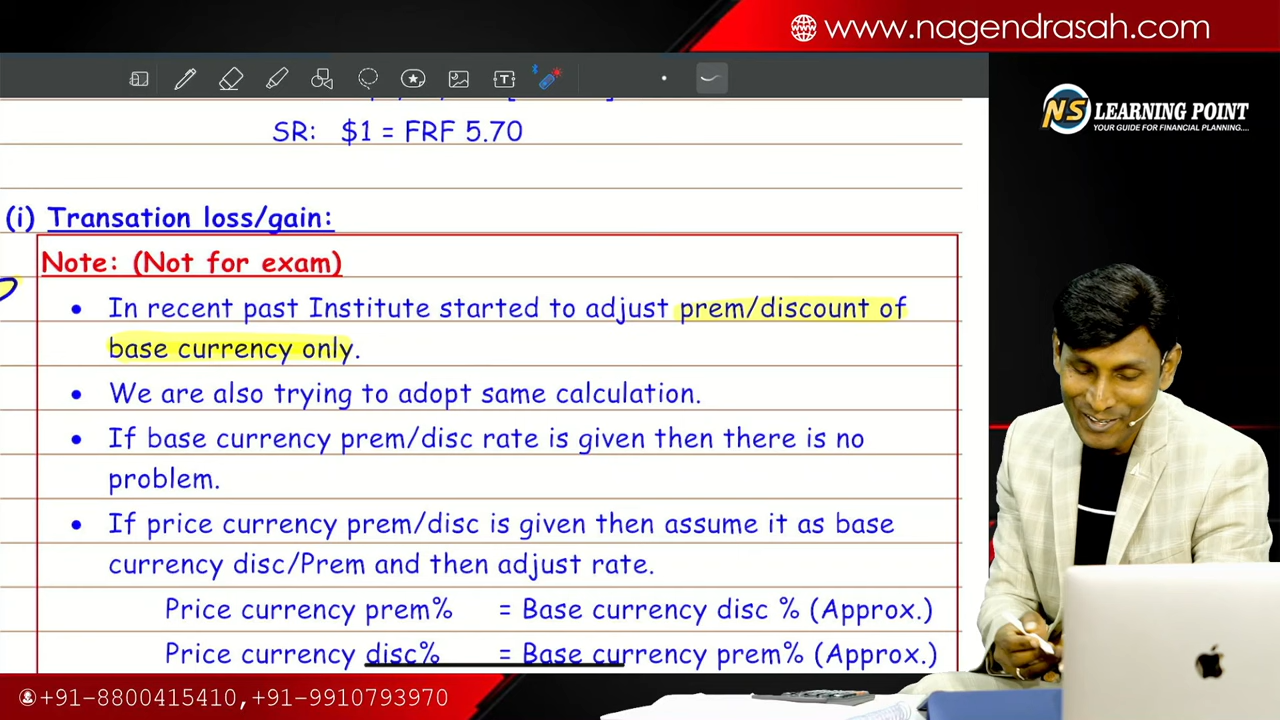 www.nagendrasah.com
NS LEARNING POINT
YOUR GUIDE FOR FINANCIAL PLANNING....
SR: $1 = FRF 5.70
(i) Transation loss/gain:
Note: (Not for exam)
• In recent past Institute started to adjust prem/discount of
base currency only.
• We are also trying to adopt same calculation.
• If base currency prem/disc rate is given then there is no
problem.
• If price currency prem/disc is given then assume it as base
currency disc/Prem and then adjust rate.
Price currency prem% = Base currency disc % (Approx.)
Price currency disc% = Base currency prem% (Approx.)
+91-8800415410,+91-9910793970